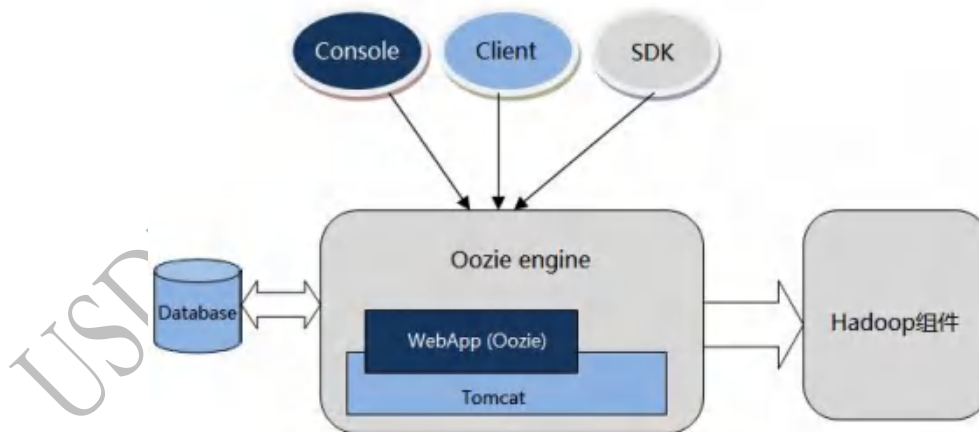 Console
Client
SDK
Oozie engine
Database
WebApp (Oozie)
Hadoop组件
Tomcat